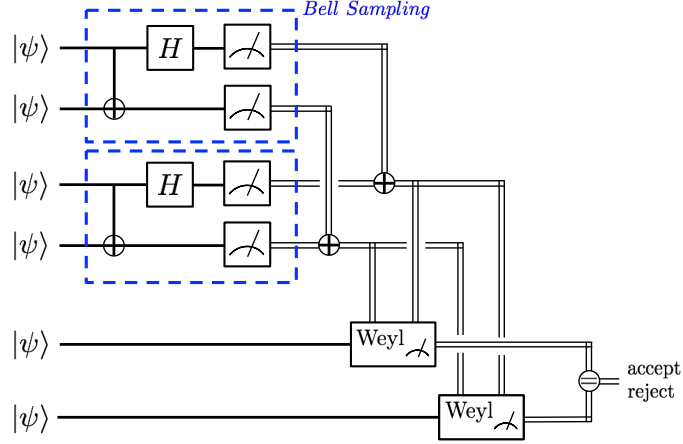 Bell Sampling
|ψ⟩
H
|ψ⟩
|ψ⟩
H
|ψ⟩
|ψ⟩
Weyl
accept
reject
|ψ⟩
Weyl